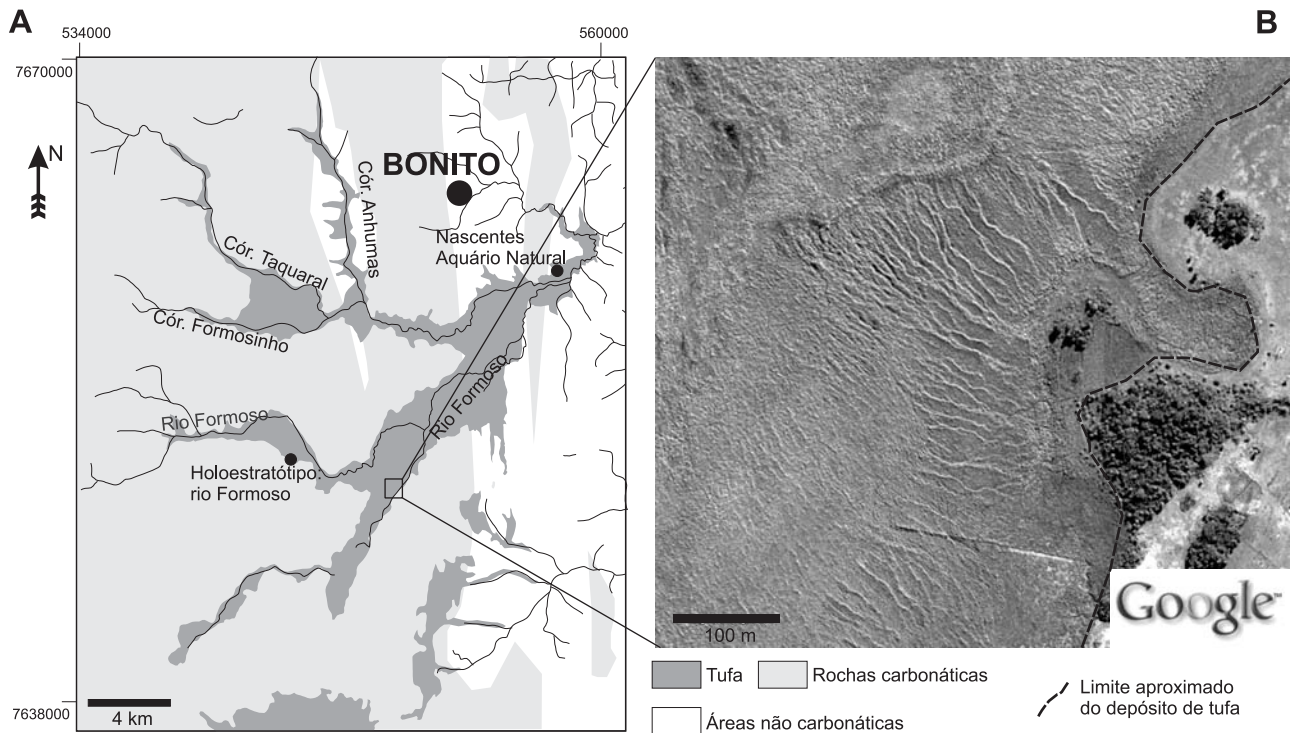 A
B
534000
560000
7670000
N
BONITO
Cór. Anhumas
Nascentes
Aquário Natural
Cór. Taquaral
Cór. Formosinho
Rio Formoso
Rio Formoso
Holoestratótipo:
rio Formoso
7638000
4 km
100 m
Google
Tufa
Rochas carbonáticas
Áreas não carbonáticas
Limite aproximado
do depósito de tufa